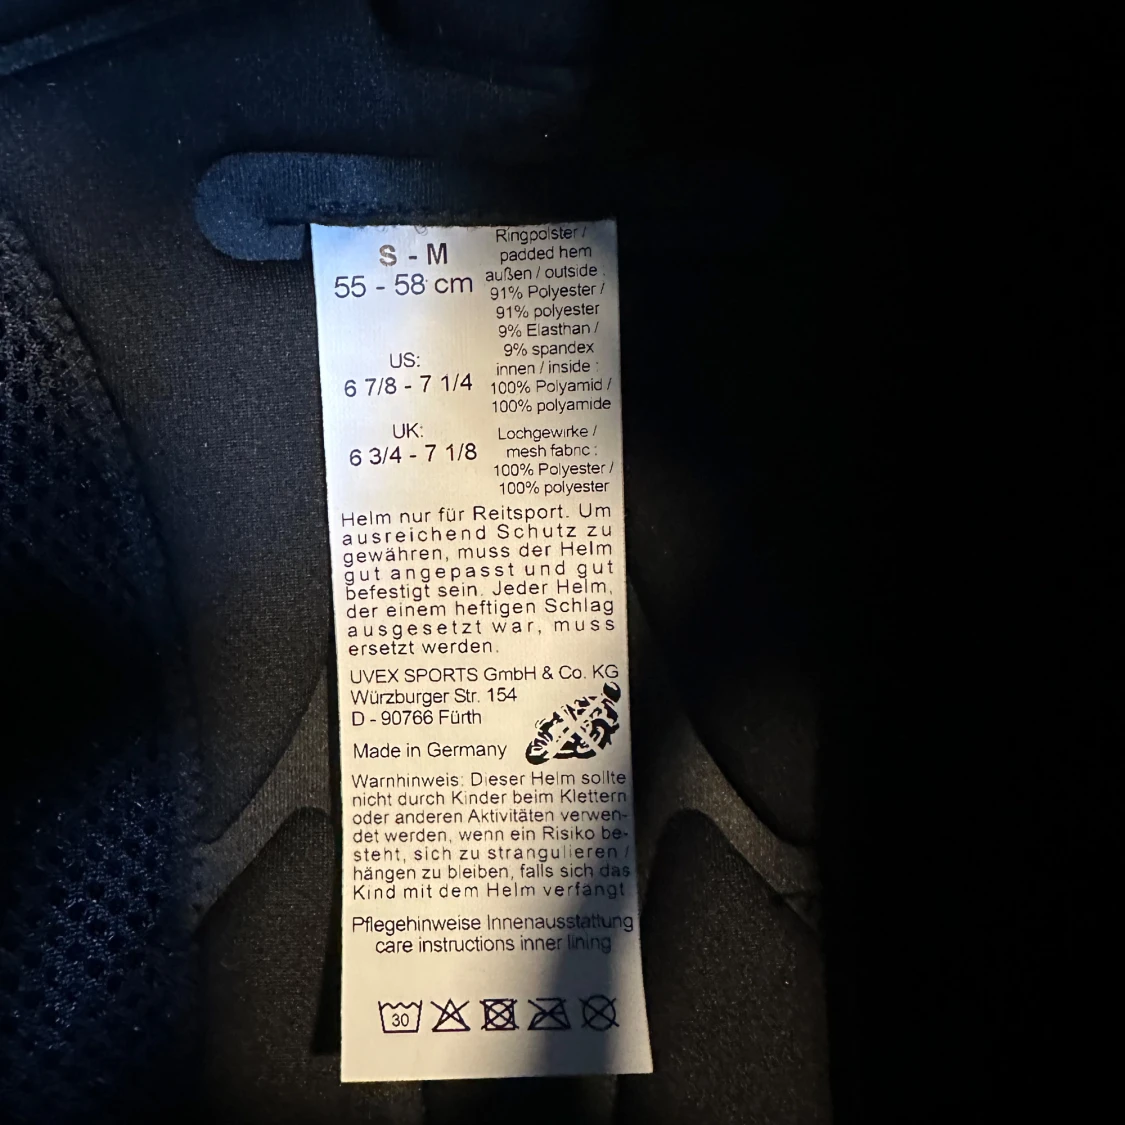 S - M
55 - 58 cm
US:
6 7/8 - 7 1/4
UK:
6 3/4 - 7 1/8
Ringpolster /
padded hem
außen / outside :
91% Polyester /
91% polyester
9% Elasthan /
9% spandex
innen / inside :
100% Polyamid /
100% polyamide
Lochgewirke /
mesh fabric :
100% Polyester /
100% polyester
Helm nur für Reitsport. Um
ausreichend Schutz zu
gewähren, muss der Helm
gut angepasst und gut
befestigt sein. Jeder Helm,
der einem heftigen Schlag
ausgesetzt war, muss
ersetzt werden.
UVEX SPORTS GmbH & Co. KG
Würzburger Str. 154
D - 90766 Fürth
Made in Germany
Warnhinweis: Dieser Helm sollte
nicht durch Kinder beim Klettern
oder anderen Aktivitäten verwen-
det werden, wenn ein Risiko be-
steht, sich zu strangulieren /
hängen zu bleiben, falls sich das
Kind mit dem Helm verfängt
Pflegehinweise Innenausstattung
care instructions inner lining
30